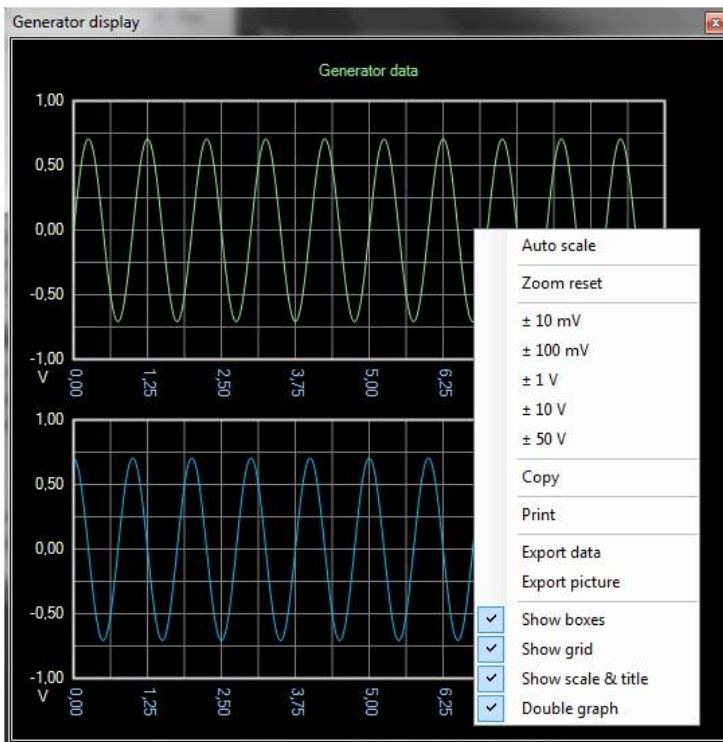 Generator display
Generator data
1,00
0,50
0,00
-0,50
-1,00
V
0,00
1,25
2,50
3,75
5,00
6,25
1,00
0,50
0,00
-0,50
-1,00
V
0,00
1,25
2,50
3,75
5,00
6,25
Auto scale
Zoom reset
± 10 mV
± 100 mV
± 1 V
± 10 V
± 50 V
Copy
Print
Export data
Export picture
Show boxes
Show grid
Show scale & title
Double graph